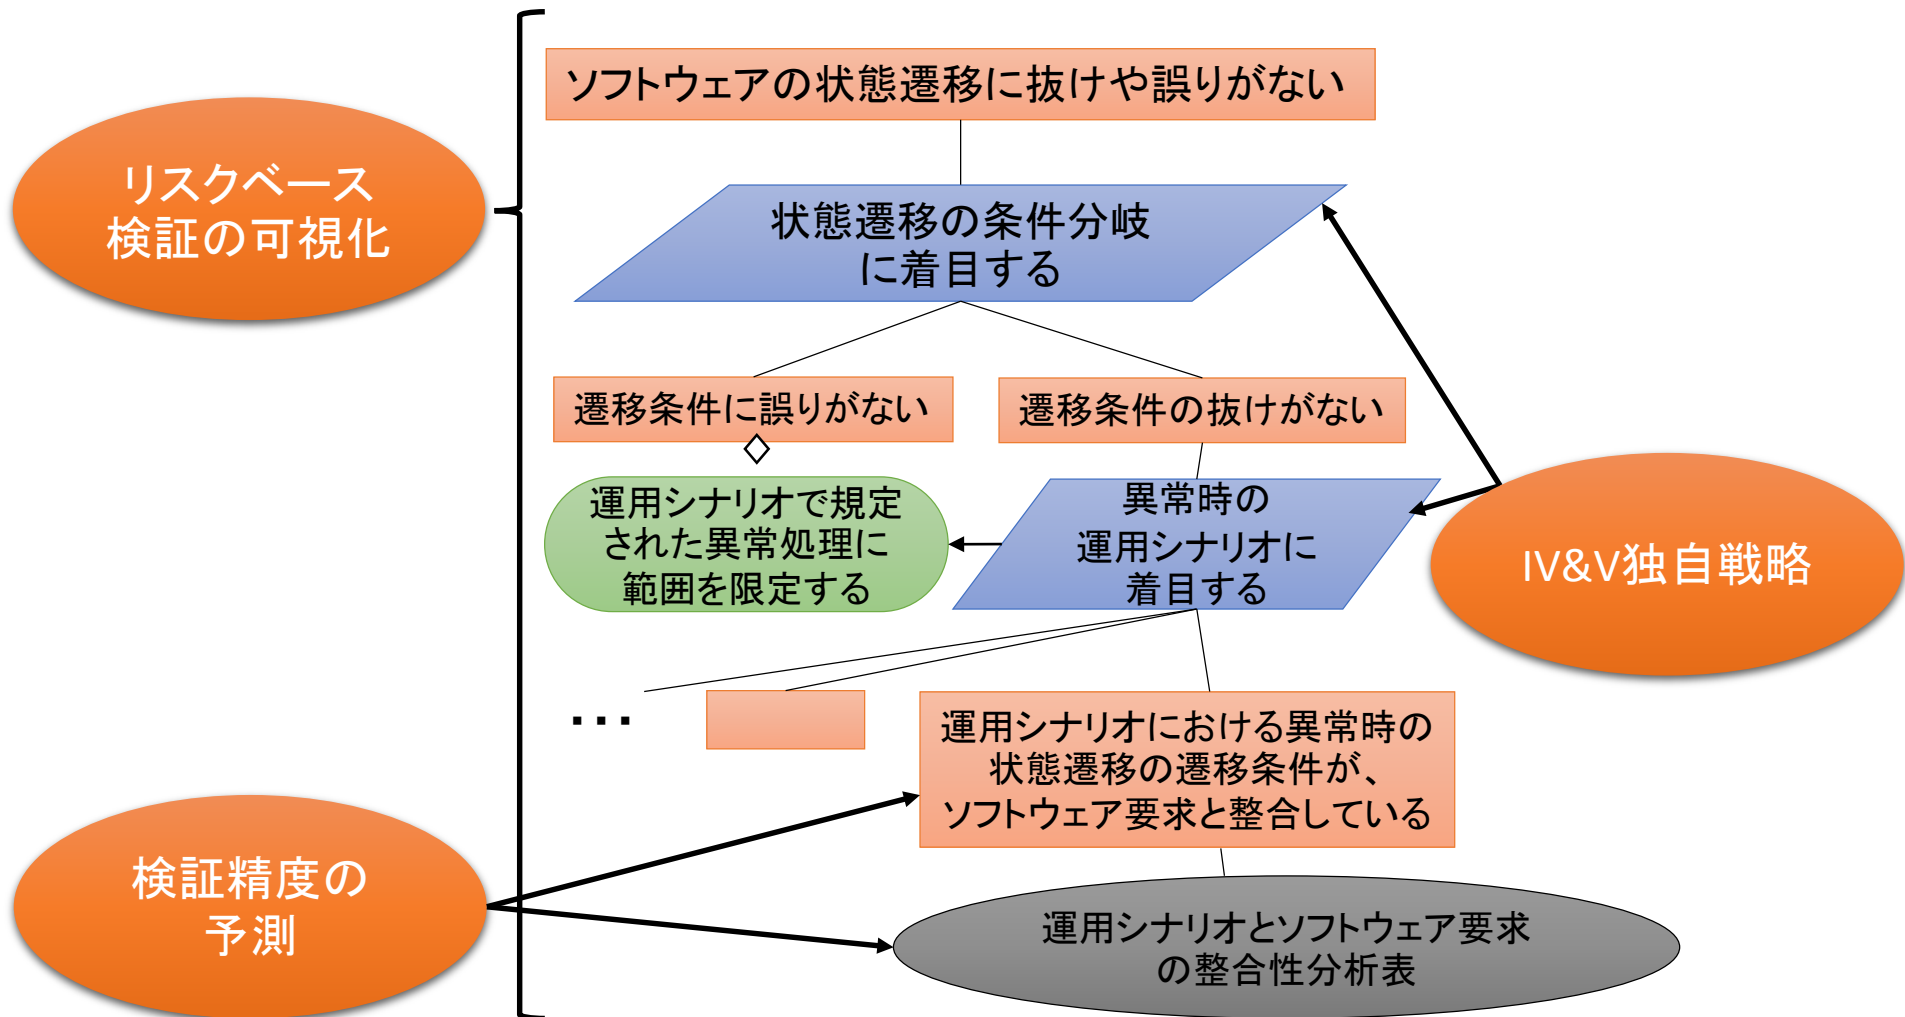 ソフトウェアの状態遷移に抜けや誤りがない
リスクベース
検証の可視化
状態遷移の条件分岐
に着目する
遷移条件に誤りがない
遷移条件の抜けがない
運用シナリオで規定
された異常処理に
範囲を限定する
異常時の
運用シナリオに
着目する
IV&V独自戦略
...
運用シナリオにおける異常時の
状態遷移の遷移条件が、
ソフトウェア要求と整合している
検証精度の
予測
運用シナリオとソフトウェア要求
の整合性分析表